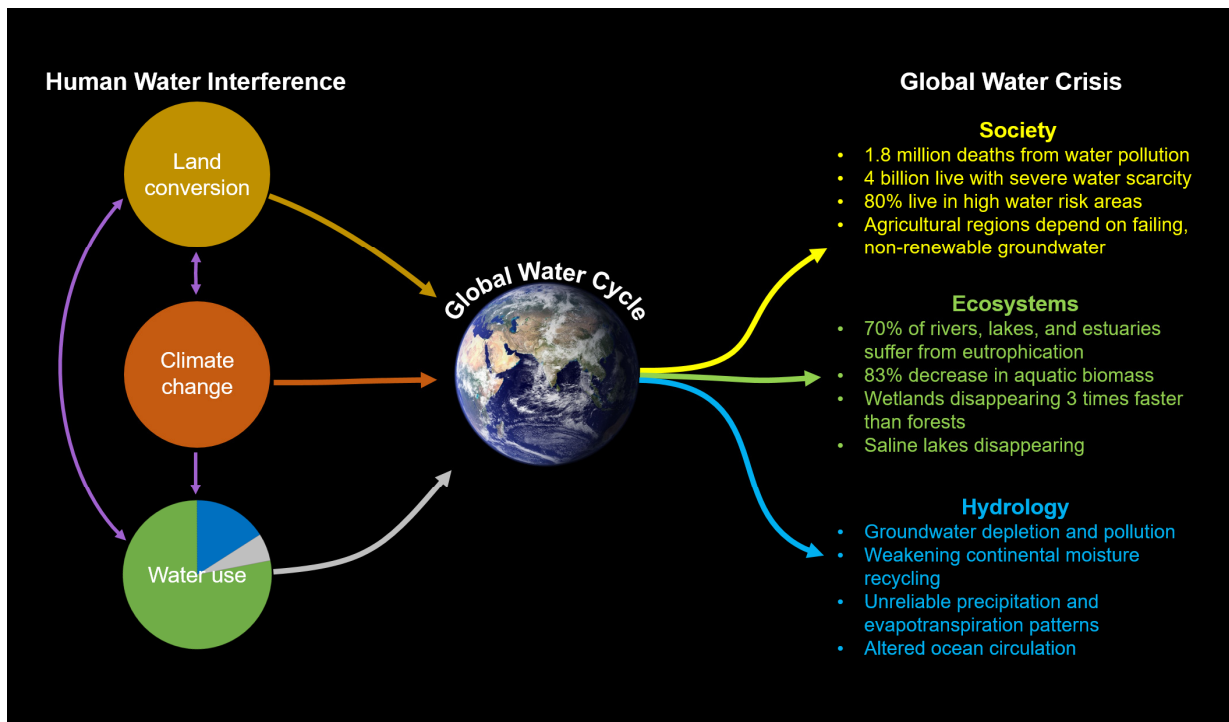 Human Water Interference
Land
conversion
Climate
change
Water use
Global Water Cycle
Global Water Crisis
Society
• 1.8 million deaths from water pollution
• 4 billion live with severe water scarcity
• 80% live in high water risk areas
• Agricultural regions depend on failing,
non-renewable groundwater
Ecosystems
• 70% of rivers, lakes, and estuaries
suffer from eutrophication
• 83% decrease in aquatic biomass
• Wetlands disappearing 3 times faster
than forests
• Saline lakes disappearing
Hydrology
• Groundwater depletion and pollution
• Weakening continental moisture
recycling
• Unreliable precipitation and
evapotranspiration patterns
• Altered ocean circulation